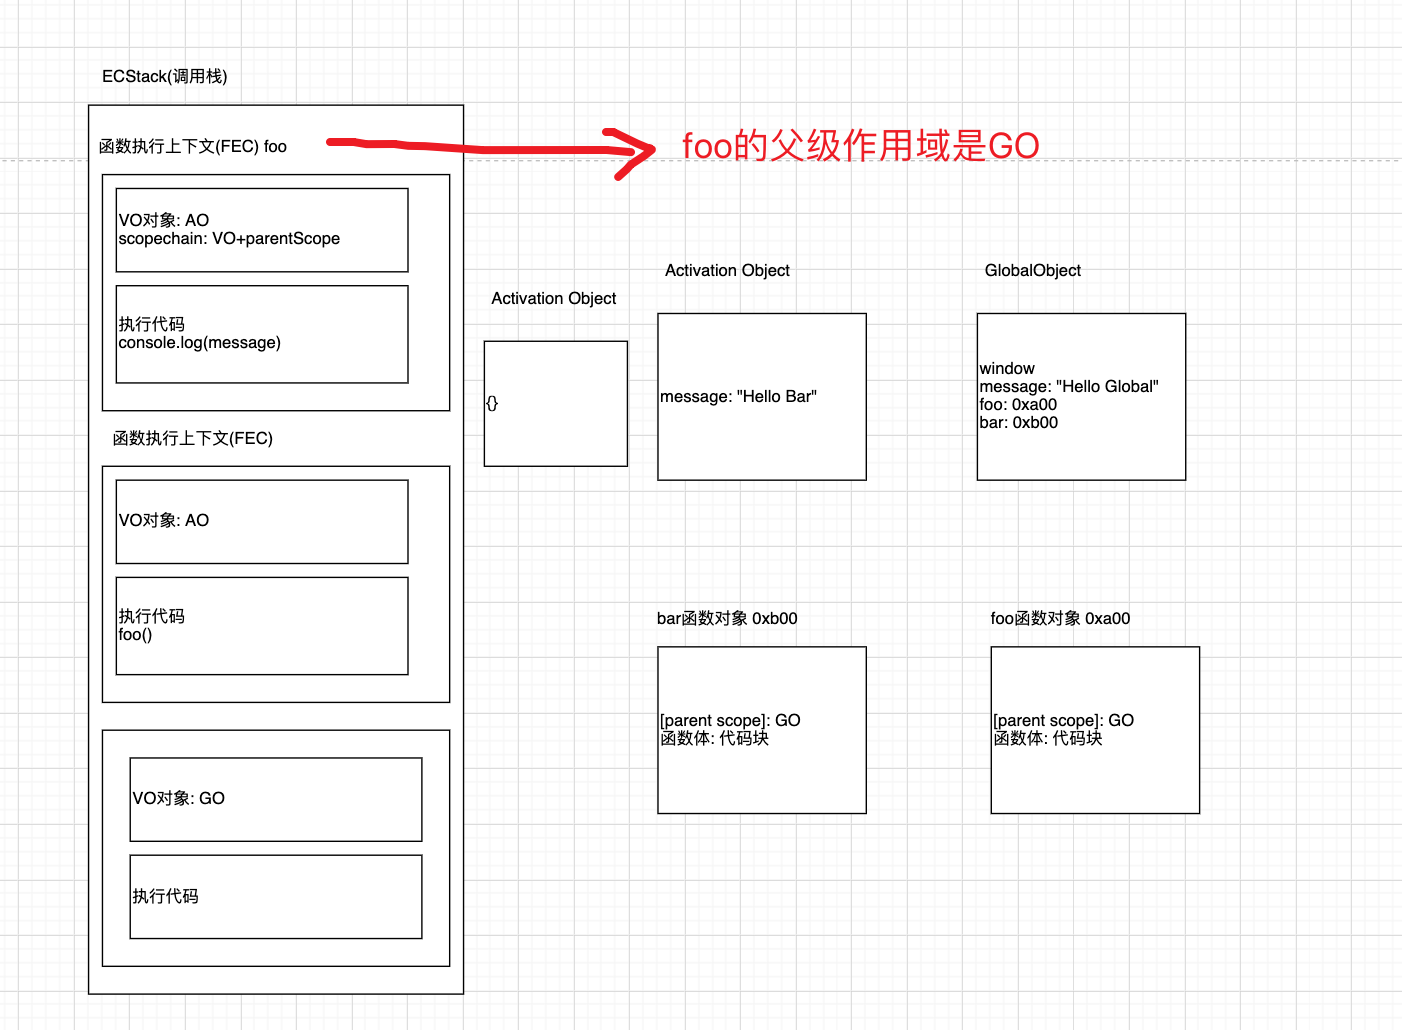 ECStack(调用栈)
函数执行上下文(FEC) foo
foo的父级作用域是GO
VO对象: AO
scopechain: VO+parentScope
执行代码
console.log(message)
Activation Object
{}
Activation Object
message: "Hello Bar"
GlobalObject
window
message: "Hello Global"
foo: 0xa00
bar: 0xb00
函数执行上下文(FEC)
VO对象: AO
执行代码
foo()
bar函数对象 0xb00
[parent scope]: GO
函数体: 代码块
foo函数对象 0xa00
[parent scope]: GO
函数体: 代码块
VO对象: GO
执行代码